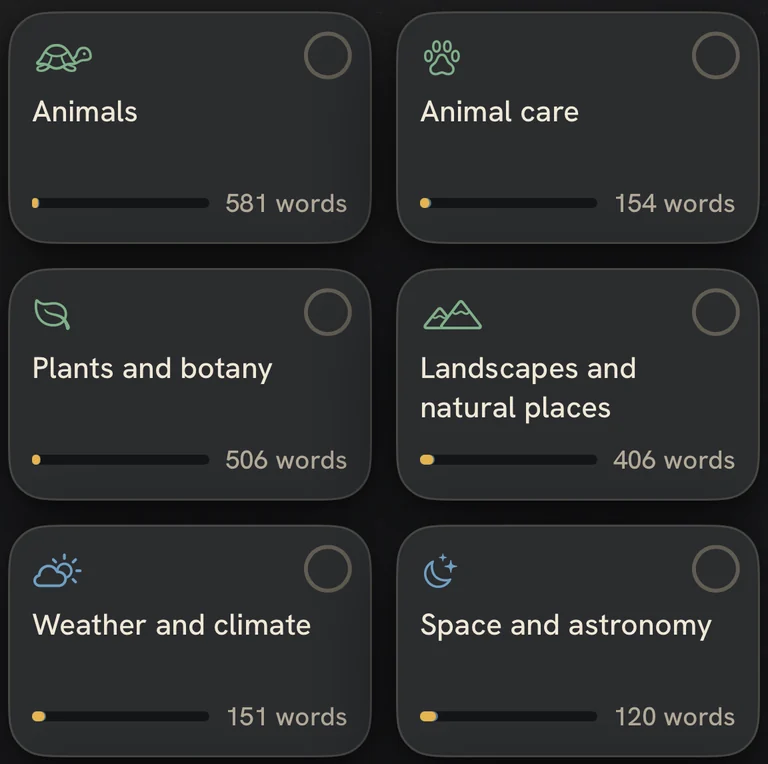 Animals
581 words
Animal care
154 words
Plants and botany
506 words
Landscapes and
natural places
406 words
Weather and climate
151 words
Space and astronomy
120 words